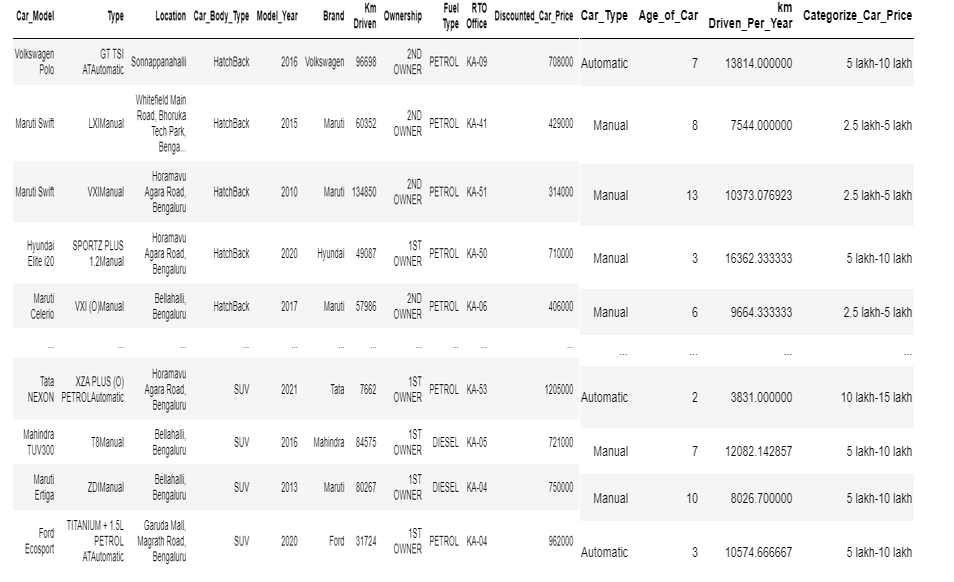 Car_Model Type Location Car_Body_Type Model_Year Brand Km Driven Ownership Fuel Type RTO Office Discounted_Car_Price Car_Type Age_of_Car km Driven_Per_Year Categorize_Car_Price
Volkswagen Polo GT TSI ATAutomatic Sonnappanahalli HatchBack 2016 Volkswagen 96698 2ND OWNER PETROL KA-09 708000 Automatic 7 13814.000000 5 lakh-10 lakh
Maruti Swift LXIManual Whitefield Main Road, Bhoruka Tech Park, Benga... HatchBack 2015 Maruti 60352 2ND OWNER PETROL KA-41 429000 Manual 8 7544.000000 2.5 lakh-5 lakh
Maruti Swift VXIManual Horamavu Agara Road, Bengaluru HatchBack 2010 Maruti 134850 2ND OWNER PETROL KA-51 314000 Manual 13 10373.076923 2.5 lakh-5 lakh
Hyundai Elite i20 SPORTZ PLUS 1.2Manual Horamavu Agara Road, Bengaluru HatchBack 2020 Hyundai 49087 1ST OWNER PETROL KA-50 710000 Manual 3 16362.333333 5 lakh-10 lakh
Maruti Celerio VXI (O)Manual Bellahalli, Bengaluru HatchBack 2017 Maruti 57986 2ND OWNER PETROL KA-06 406000 Manual 6 9664.333333 2.5 lakh-5 lakh
... ... ... ... ... ... ... ... ... ... ... ... ... ... ...
Tata NEXON XZA PLUS (O) PETROLAutomatic Horamavu Agara Road, Bengaluru SUV 2021 Tata 7662 1ST OWNER PETROL KA-53 1205000 Automatic 2 3831.000000 10 lakh-15 lakh
Mahindra TUV300 T8Manual Bellahalli, Bengaluru SUV 2016 Mahindra 84575 1ST OWNER DIESEL KA-05 721000 Manual 7 12082.142857 5 lakh-10 lakh
Maruti Ertiga ZDIManual Bellahalli, Bengaluru SUV 2013 Maruti 80267 1ST OWNER DIESEL KA-04 750000 Manual 10 8026.700000 5 lakh-10 lakh
Ford Ecosport TITANIUM + 1.5L PETROL ATAutomatic Garuda Mall, Magrath Road, Bengaluru SUV 2020 Ford 31724 1ST OWNER PETROL KA-04 962000 Automatic 3 10574.666667 5 lakh-10 lakh